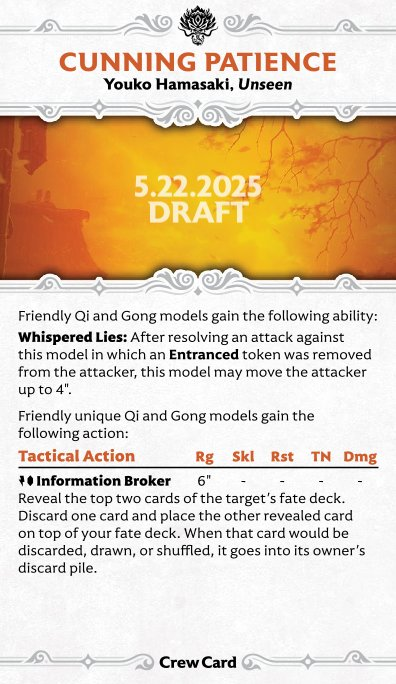 CUNNING PATIENCE
Youko Hamasaki, Unseen
5.22.2025
DRAFT
Friendly Qi and Gong models gain the following ability:
Whispered Lies: After resolving an attack against
this model in which an Entranced token was removed
from the attacker, this model may move the attacker
up to 4".
Friendly unique Qi and Gong models gain the
following action:
Tactical Action Rg Skl Rst TN Dmg
Information Broker 6" - - - -
Reveal the top two cards of the target's fate deck.
Discard one card and place the other revealed card
on top of your fate deck. When that card would be
discarded, drawn, or shuffled, it goes into its owner's
discard pile.
Crew Card